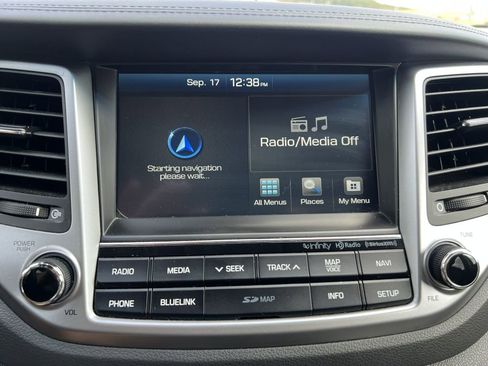 Sep. 17 12:38PM
Radio/Media Off
Starting navigation
please wait...
All Menus
Places
My Menu
infinity HD Radio ((SiriusXM))
POWER
PUSH
TUNE
RADIO
MEDIA
SEEK
TRACK
MAP
VOICE
NAVI
PHONE
BLUELINK
SD MAP
INFO
SETUP
VOL
FILE